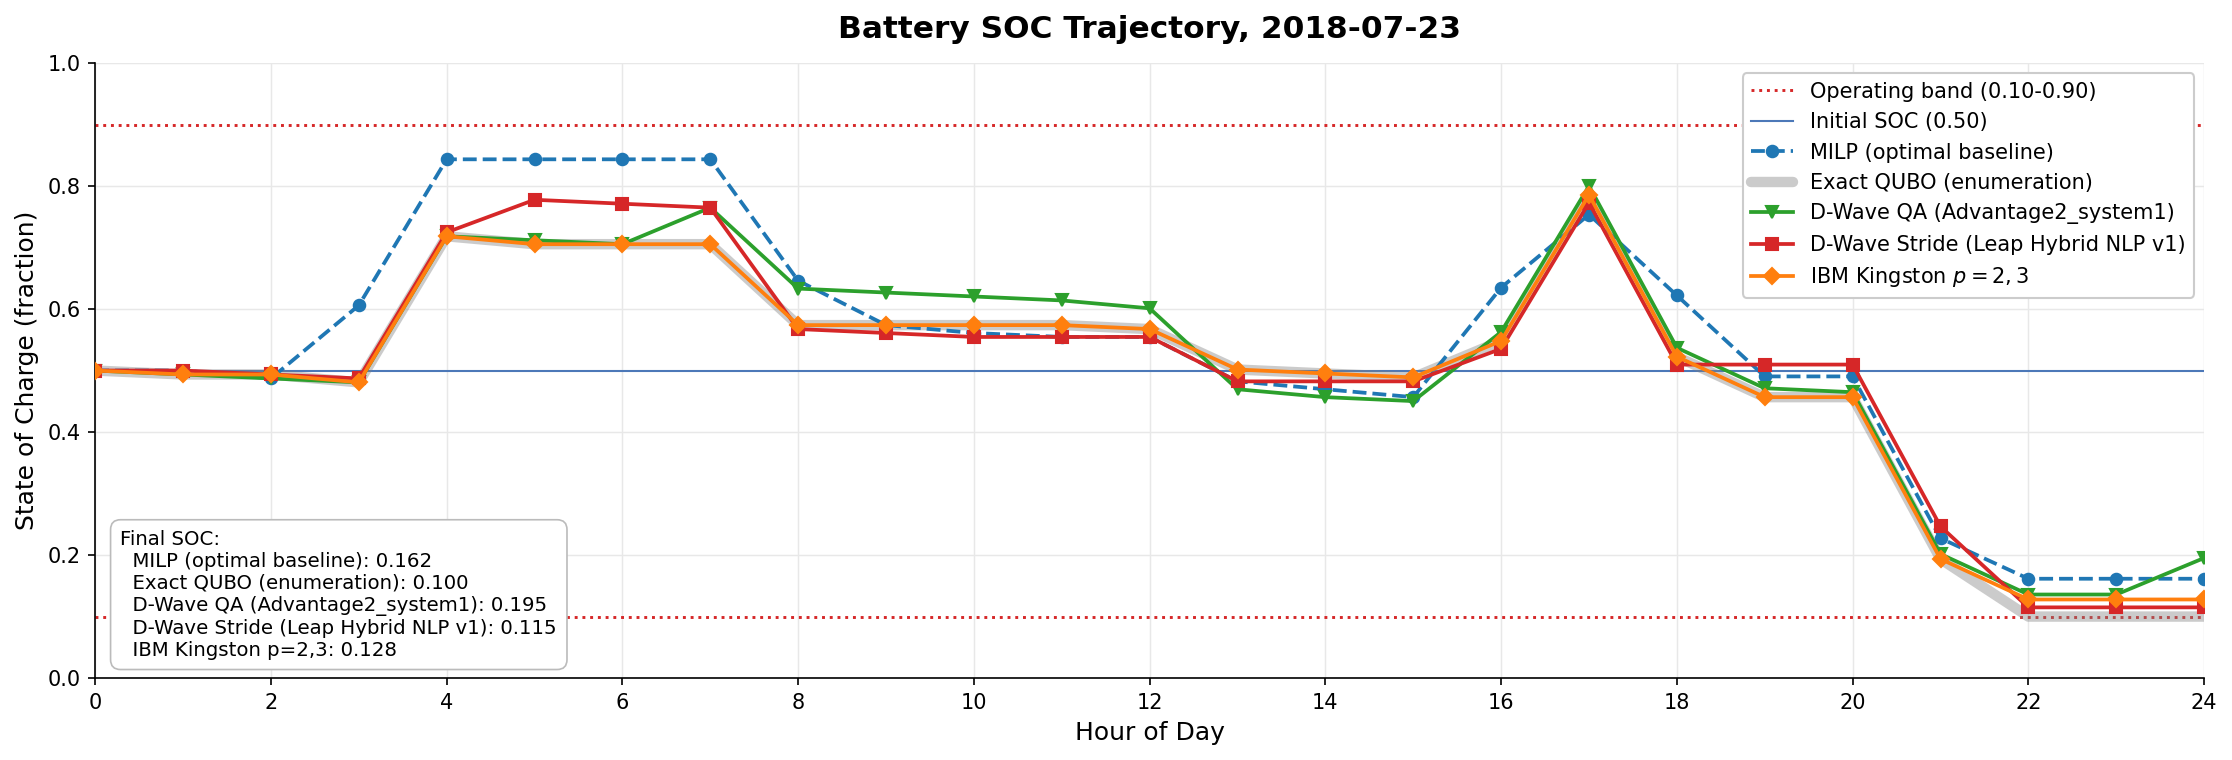 Battery SOC Trajectory, 2018-07-23
State of Charge (fraction)
1.0
0.8
0.6
0.4
0.2
0.0
Operating band (0.10-0.90)
Initial SOC (0.50)
MILP (optimal baseline)
Exact QUBO (enumeration)
D-Wave QA (Advantage2_system1)
D-Wave Stride (Leap Hybrid NLP v1)
IBM Kingston p = 2, 3
Final SOC:
MILP (optimal baseline): 0.162
Exact QUBO (enumeration): 0.100
D-Wave QA (Advantage2_system1): 0.195
D-Wave Stride (Leap Hybrid NLP v1): 0.115
IBM Kingston p=2,3: 0.128
0 2 4 6 8 10 12 14 16 18 20 22 24
Hour of Day